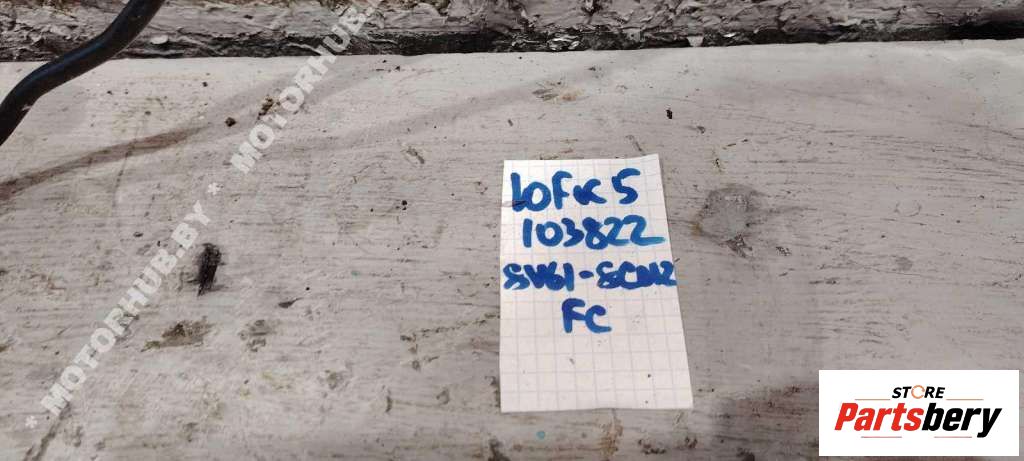 * MOTORHUB.BY * MOTORHUB.BY *
10FK5
103822
8V61-8C012
FC
STORE
Partsbery